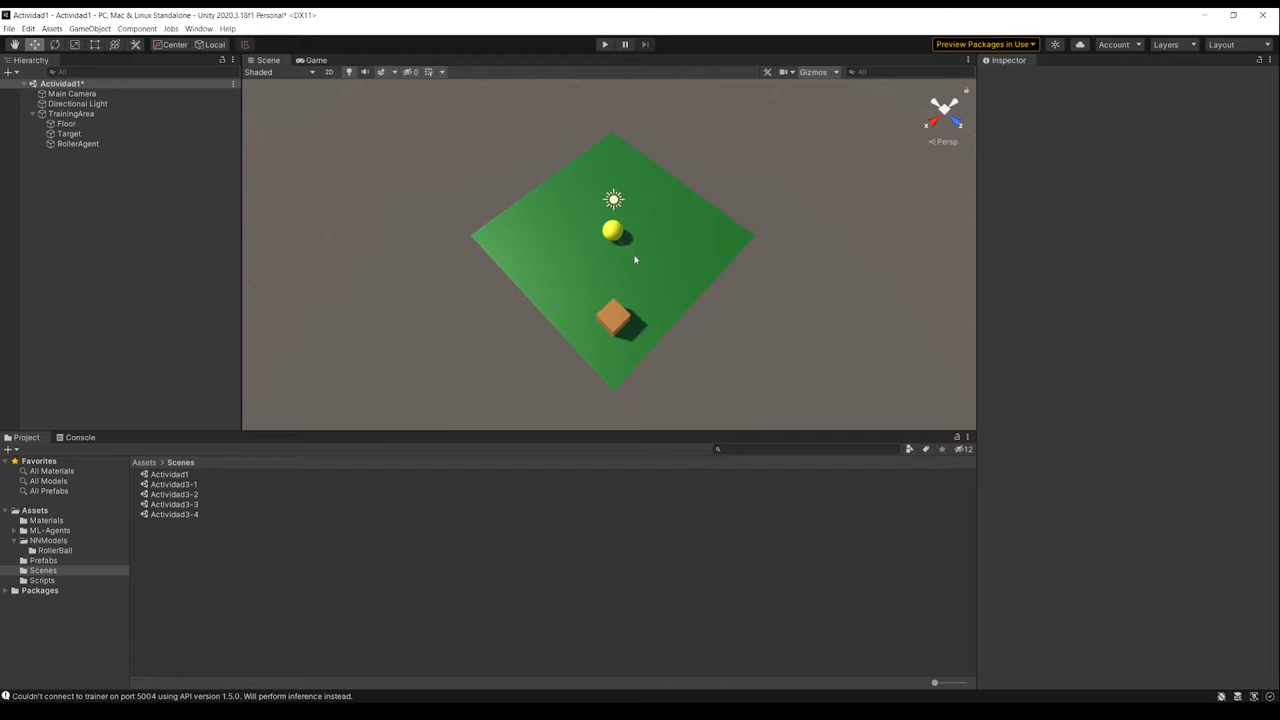 Actividad1 - Actividad1 - PC, Mac & Linux Standalone - Unity 2020.3.18f1 Personal* <DX11>
File Edit Assets GameObject Component Jobs Window Help
Center Local Preview Packages in Use Account Layers Layout
Hierarchy Scene Game Inspector
All Shaded 2D 0 Gizmos All
Actividad1*
Main Camera
Directional Light
TrainingArea
Floor
Target
RollerAgent
x z
Persp
Project Console
12
Favorites
All Materials
All Models
All Prefabs
Assets
Materials
ML-Agents
NNModels
RollerBall
Prefabs
Scenes
Scripts
Packages
Assets > Scenes
Actividad1
Actividad3-1
Actividad3-2
Actividad3-3
Actividad3-4
Couldn't connect to trainer on port 5004 using API version 1.5.0. Will perform inference instead.